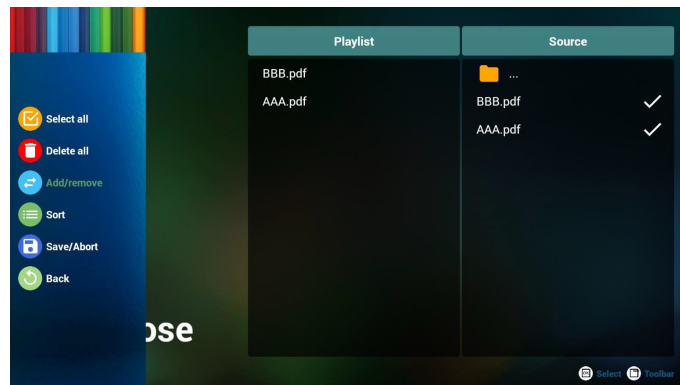 Playlist
Source
BBB.pdf
AAA.pdf
...
BBB.pdf
AAA.pdf
Select all
Delete all
Add/remove
Sort
Save/Abort
Back
ose
Select
Toolbar